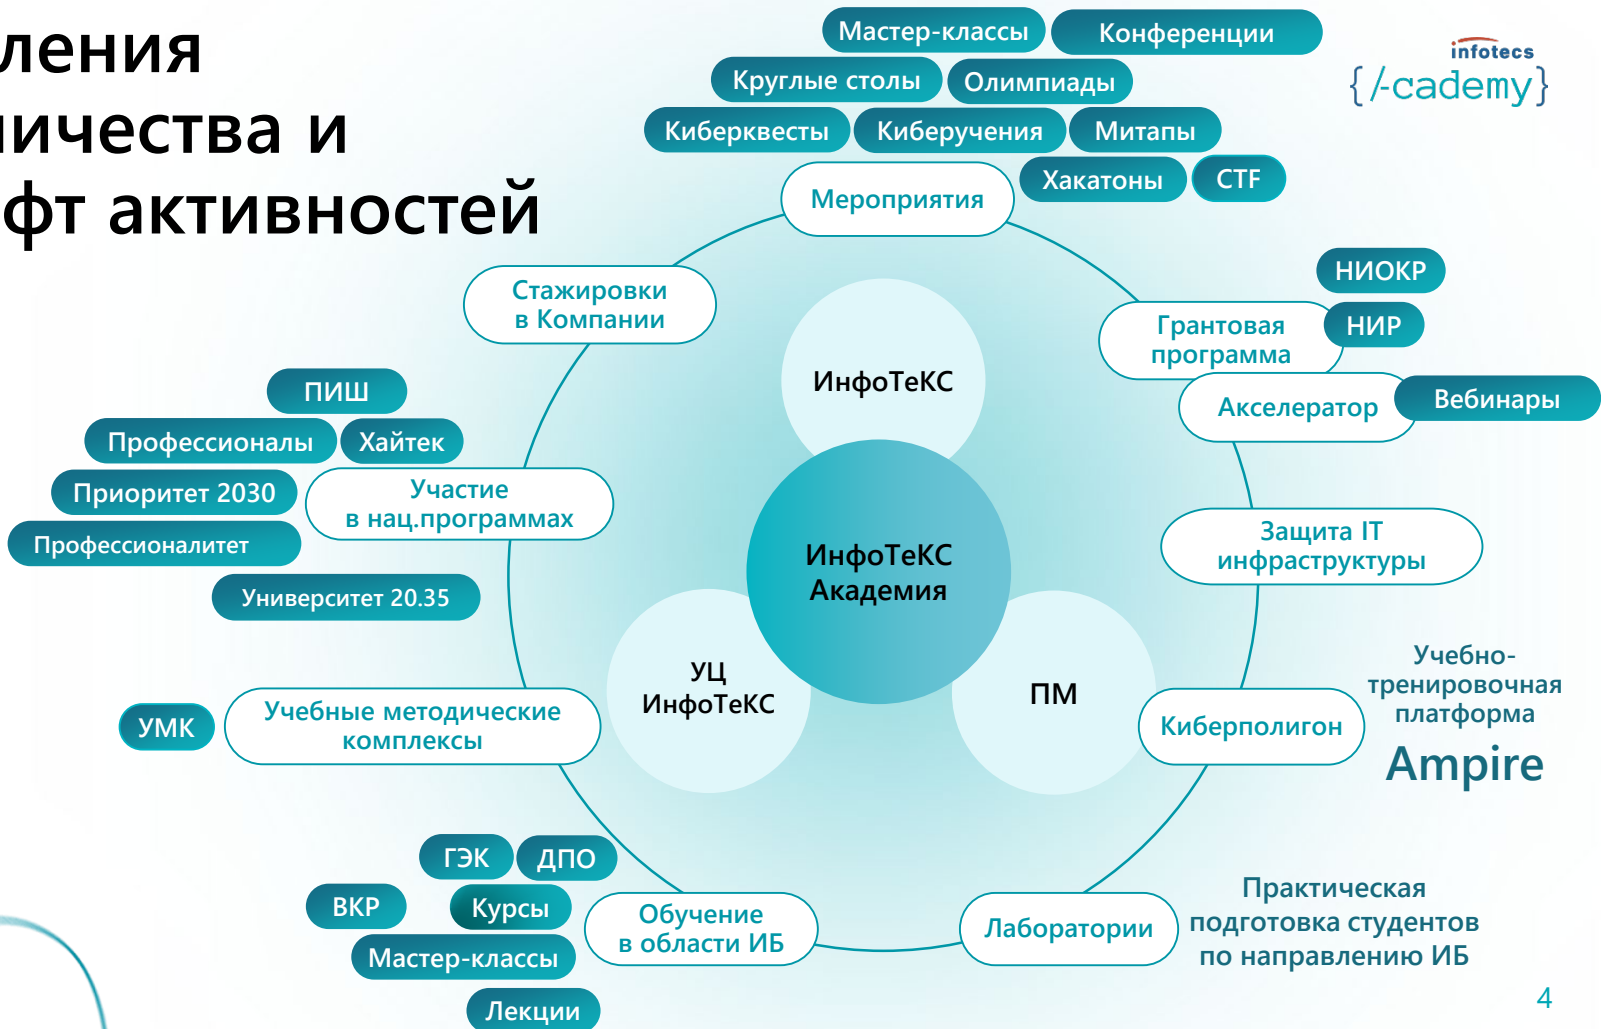 ления
ничества и
фт активностей
infotecs
{/-cademy}
Мастер-классы
Конференции
Круглые столы
Олимпиады
Киберквесты
Киберучения
Митапы
Хакатоны
CTF
Мероприятия
Стажировки
в Компании
НИОКР
НИР
Грантовая
программа
Акселератор
Вебинары
ИнфоТеКС
ПИШ
Профессионалы
Хайтек
Приоритет 2030
Участие
в нац.программах
Профессионалитет
Университет 20.35
Защита IT
инфраструктуры
ИнфоТеКС
Академия
УЦ
ИнфоТеКС
ПМ
УМК
Учебные методические
комплексы
Киберполигон
Учебно-
тренировочная
платформа
Ampire
ГЭК
ДПО
ВКР
Курсы
Мастер-классы
Лекции
Обучение
в области ИБ
Лаборатории
Практическая
подготовка студентов
по направлению ИБ
4